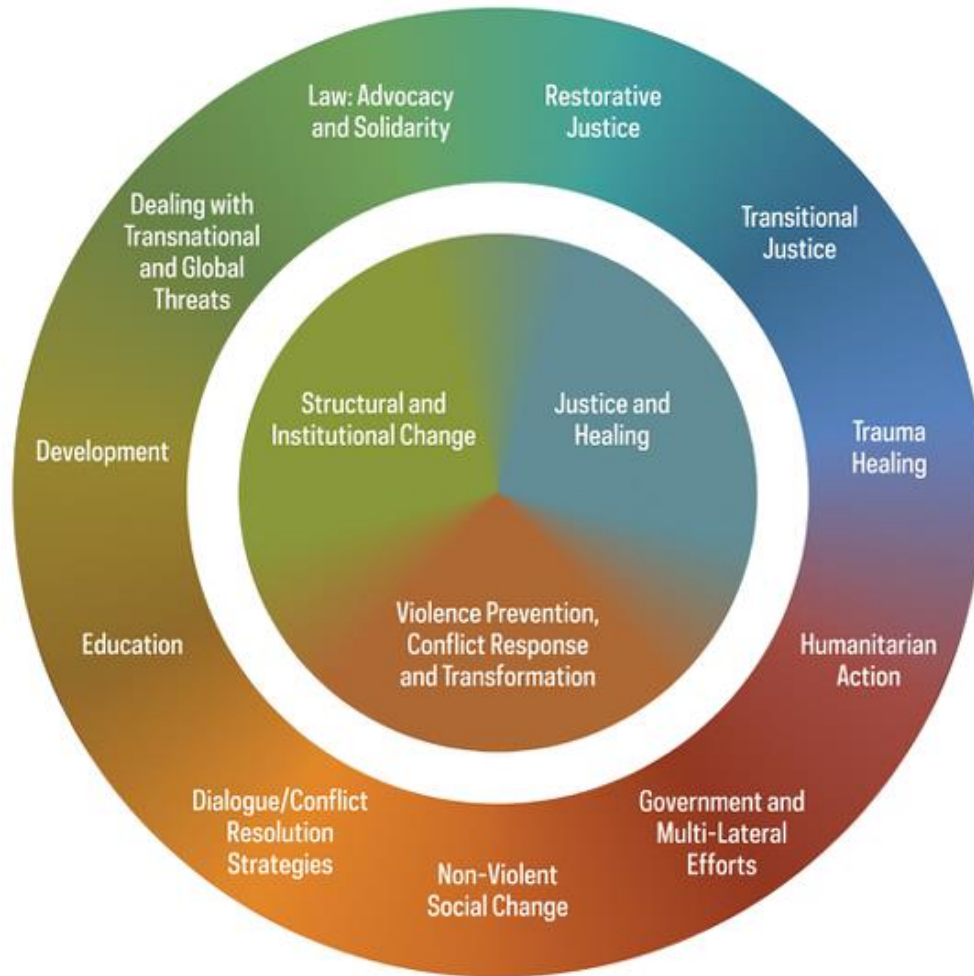 Law: Advocacy
and Solidarity
Restorative
Justice
Transitional
Justice
Trauma
Healing
Humanitarian
Action
Government and
Multi-Lateral
Efforts
Non-Violent
Social Change
Dialogue/Conflict
Resolution
Strategies
Education
Development
Dealing with
Transnational
and Global
Threats
Structural and
Institutional Change
Justice and
Healing
Violence Prevention,
Conflict Response
and Transformation